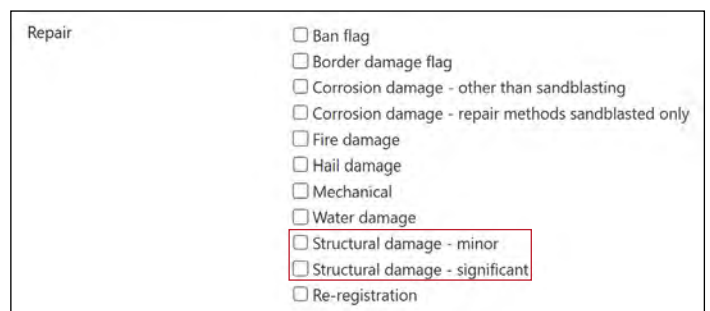 Repair
Ban flag
Border damage flag
Corrosion damage - other than sandblasting
Corrosion damage - repair methods sandblasted only
Fire damage
Hail damage
Mechanical
Water damage
Structural damage - minor
Structural damage - significant
Re-registration